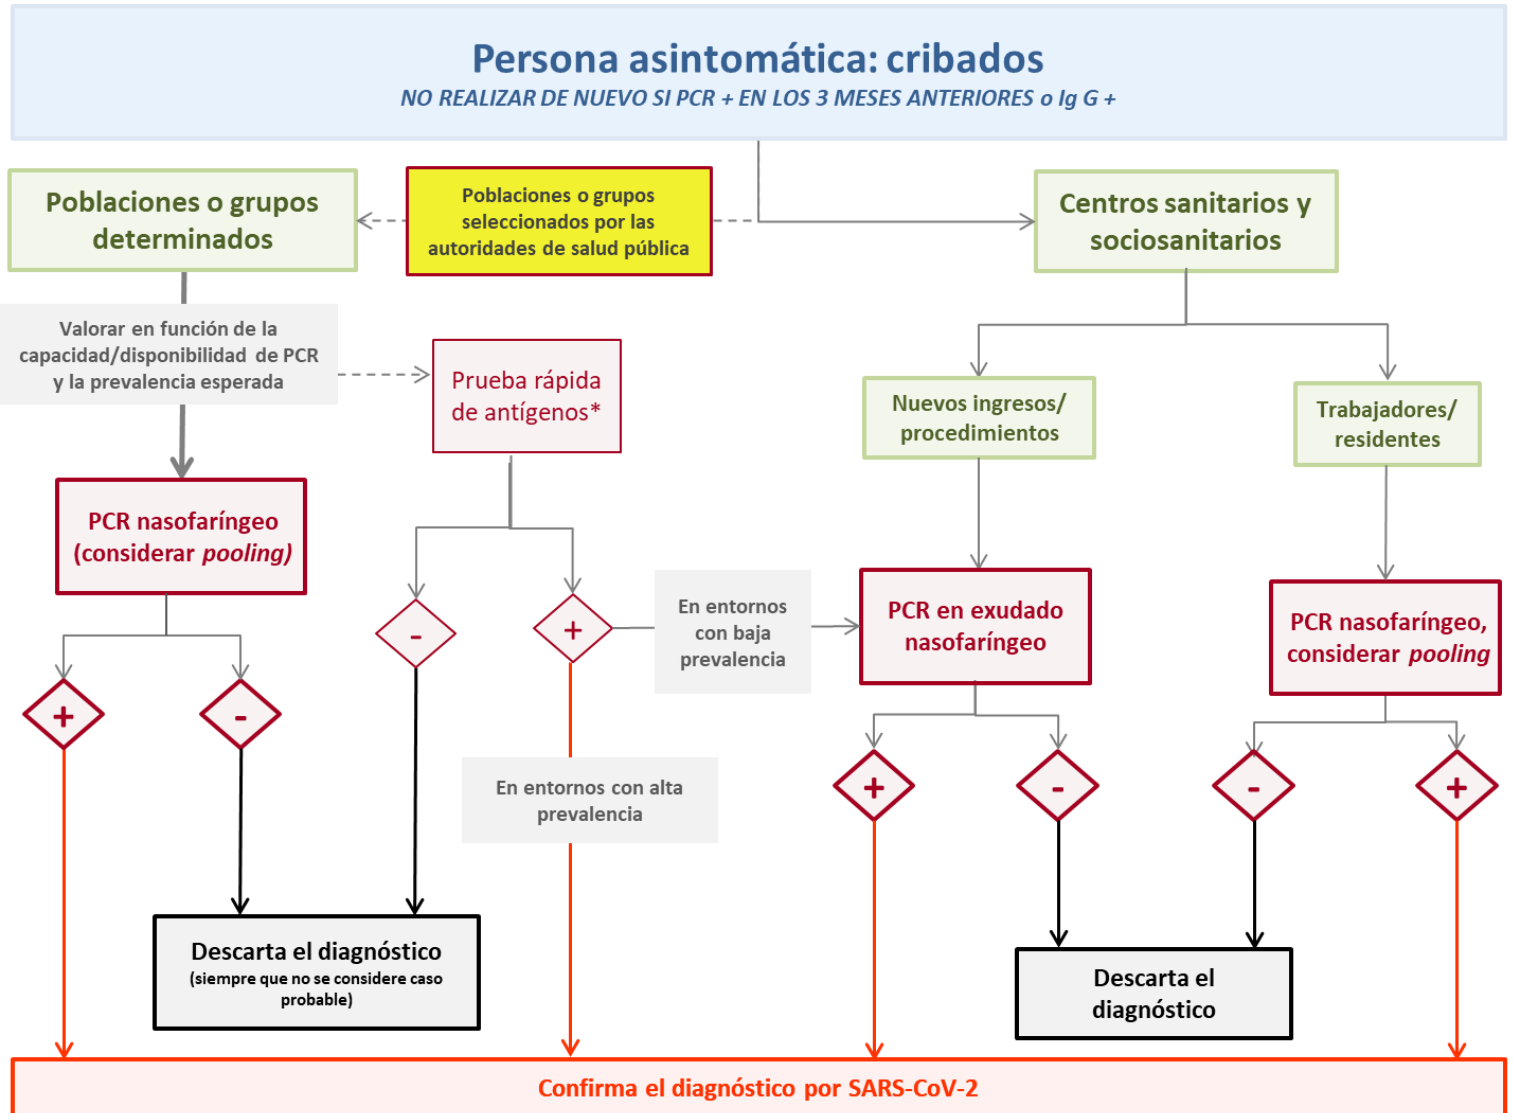 Persona asintomática: cribados
NO REALIZAR DE NUEVO SI PCR + EN LOS 3 MESES ANTERIORES o Ig G +
Poblaciones o grupos
determinados
Poblaciones o grupos
seleccionados por las
autoridades de salud pública
Centros sanitarios y
sociosanitarios
Valorar en función de la
capacidad/disponibilidad de PCR
y la prevalencia esperada
Prueba rápida
de antígenos*
Nuevos ingresos/
procedimientos
Trabajadores/
residentes
PCR nasofaríngeo
(considerar pooling)
-
+
En entornos
con baja
prevalencia
PCR en exudado
nasofaríngeo
PCR nasofaríngeo,
considerar pooling
+
-
En entornos con alta
prevalencia
+
-
-
+
Descarta el diagnóstico
(siempre que no se considere caso
probable)
Descarta el
diagnóstico
Confirma el diagnóstico por SARS-CoV-2